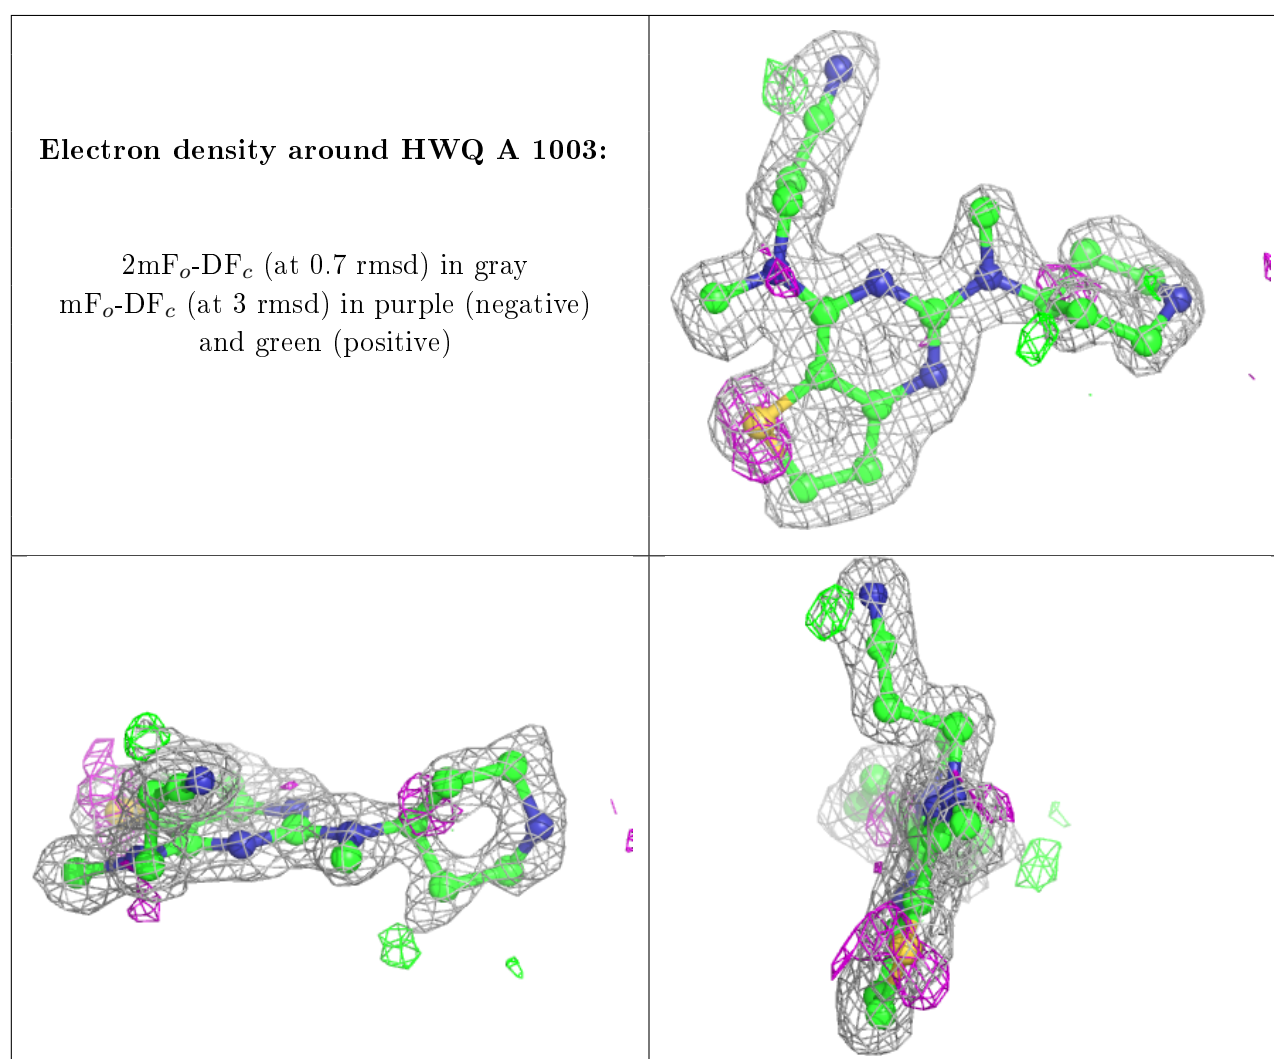 Electron density around HWQ A 1003:
2mFo-DFc (at 0.7 rmsd) in gray
mFo-DFc (at 3 rmsd) in purple (negative)
and green (positive)